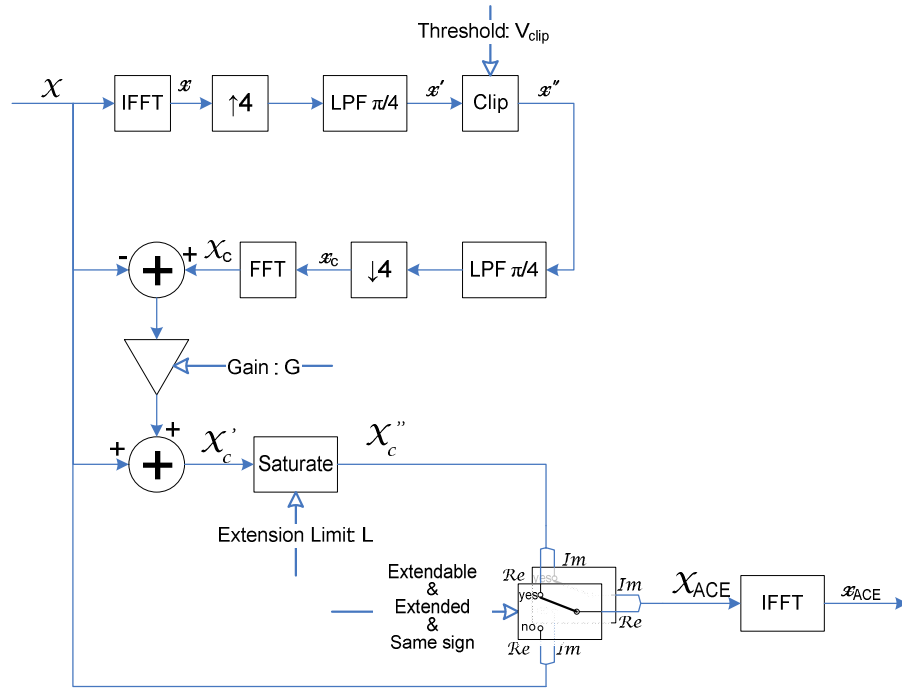 Threshold: Vclip
X
IFFT
x
↑4
LPF π/4
x'
Clip
x''
-
+
+
Xc
FFT
xc
↓4
LPF π/4
Gain : G
+
+
+
Xc'
Saturate
Xc''
Extension Limit: L
Extendable
&
Extended
&
Same sign
Re
Im
yes
yes
no
Im
Re
Re
Im
XACE
IFFT
xACE